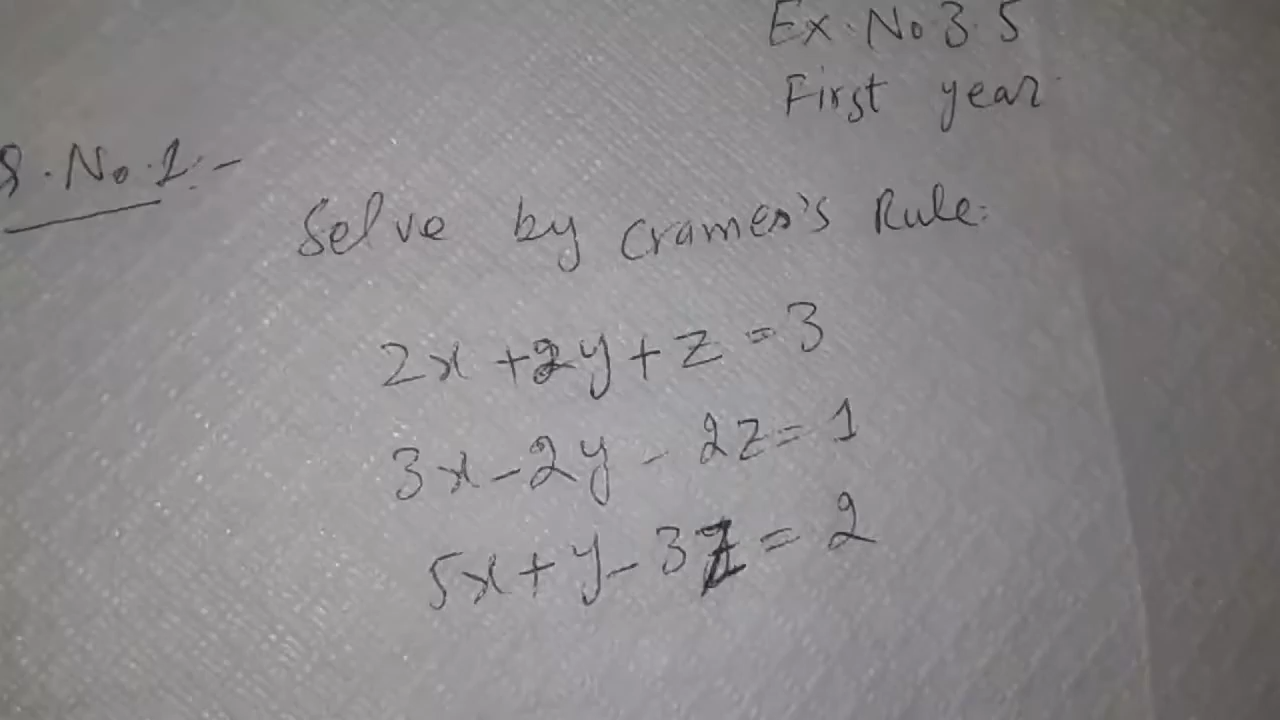 Ex. No 3.5
First year
Q. No. 1:-
Solve by Cramer's Rule:
2x + 2y + z = 3
3x - 2y - 2z = 1
5x + y - 3z = 2